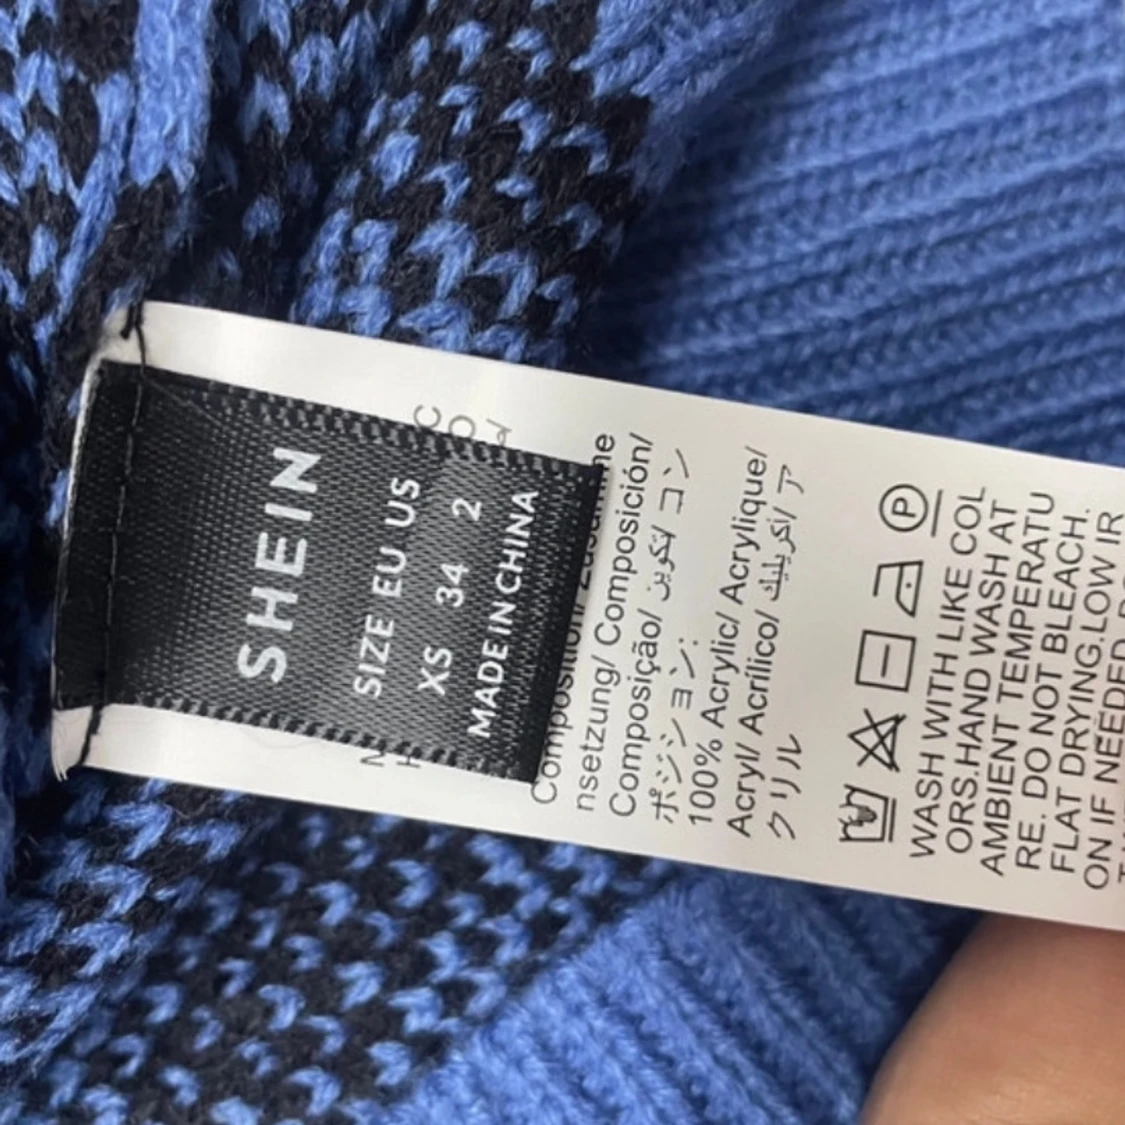 SHEIN
SIZE EU US
XS 34 2
MADE IN CHINA
nsetzung/ Composición/
Composição/ تكوين/ コン
ポジション:
100% Acrylic/ Acrylique/
Acryl/ Acrílico/ أكريليك/ ア
クリル
P
WASH WITH LIKE COL
ORS.HAND WASH AT
AMBIENT TEMPERATU
RE. DO NOT BLEACH.
FLAT DRYING.LOW IR
ON IF NEEDED